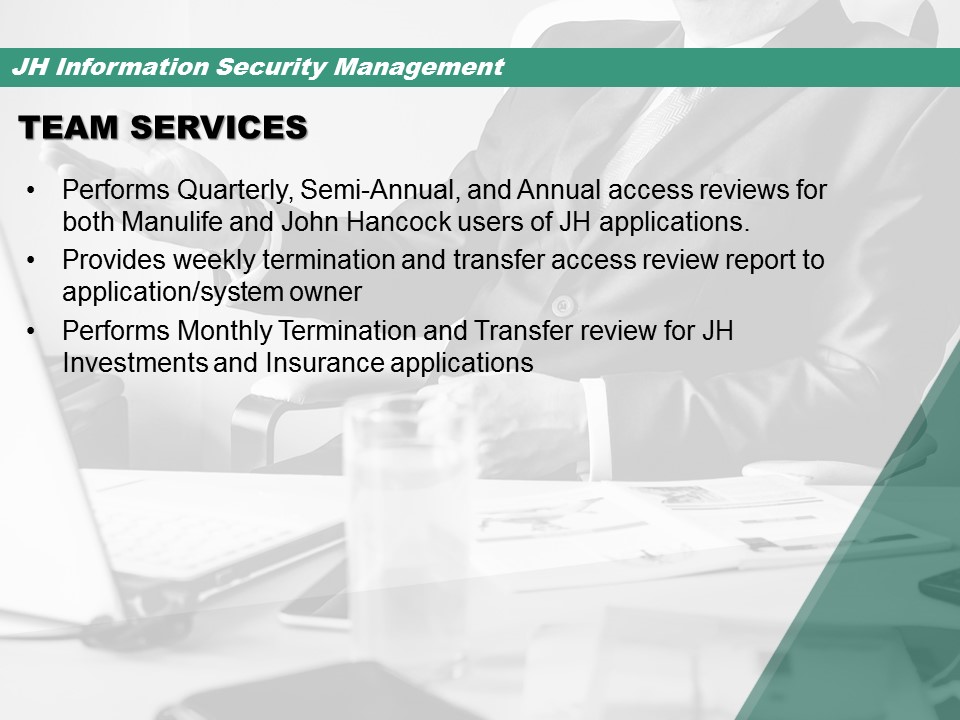 JH Information Security Management
TEAM SERVICES
• Performs Quarterly, Semi-Annual, and Annual access reviews for
both Manulife and John Hancock users of JH applications.
• Provides weekly termination and transfer access review report to
application/system owner
• Performs Monthly Termination and Transfer review for JH
Investments and Insurance applications